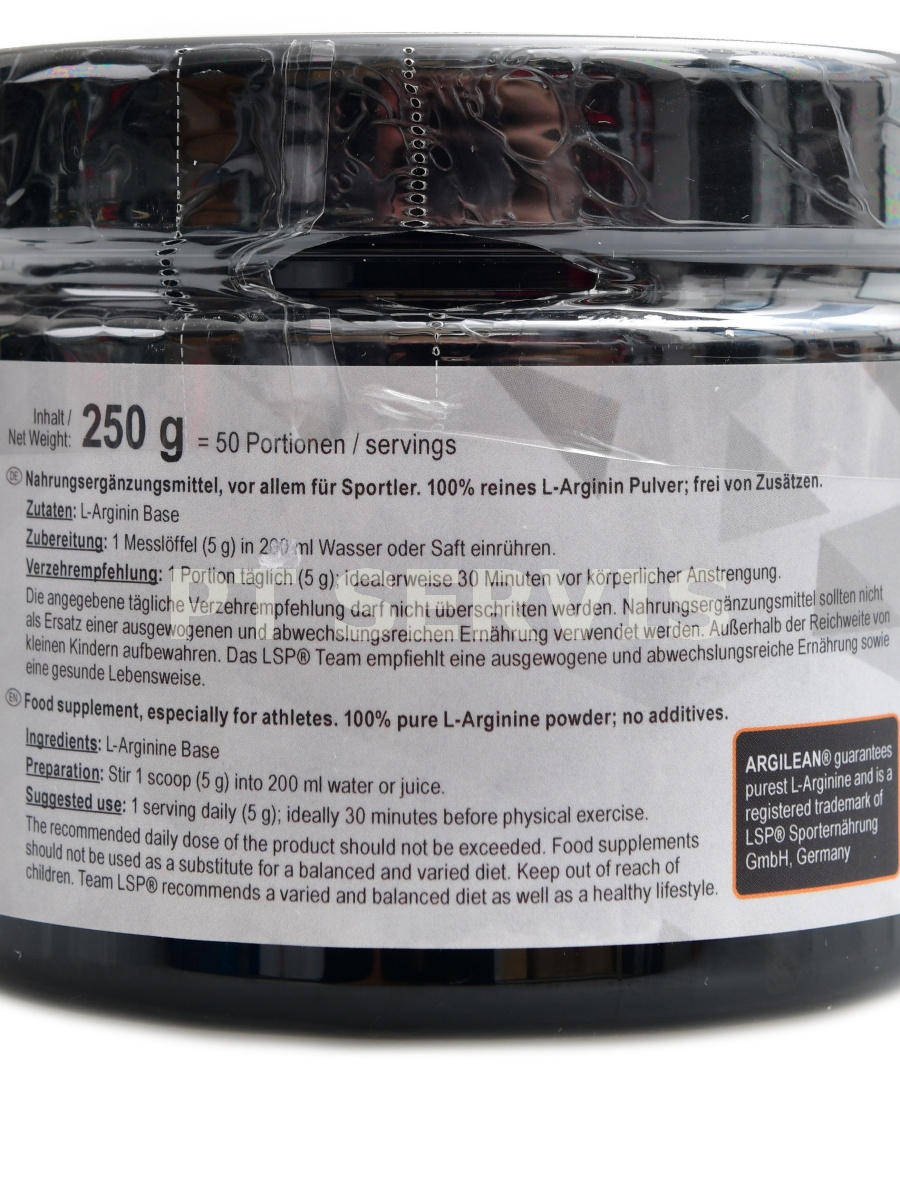 Inhalt /
Net Weight: 250 g = 50 Portionen / servings
DE Nahrungsergänzungsmittel, vor allem für Sportler. 100% reines L-Arginin Pulver; frei von Zusätzen.
Zutaten: L-Arginin Base
Zubereitung: 1 Messlöffel (5 g) in 200 ml Wasser oder Saft einrühren.
Verzehrempfehlung: 1 Portion täglich (5 g); idealerweise 30 Minuten vor körperlicher Anstrengung.
Die angegebene tägliche Verzehrempfehlung darf nicht überschritten werden. Nahrungsergänzungsmittel sollten nicht
als Ersatz einer ausgewogenen und abwechslungsreichen Ernährung verwendet werden. Außerhalb der Reichweite von
kleinen Kindern aufbewahren. Das LSP® Team empfiehlt eine ausgewogene und abwechslungsreiche Ernährung sowie
eine gesunde Lebensweise.
EN Food supplement, especially for athletes. 100% pure L-Arginine powder; no additives.
Ingredients: L-Arginine Base
Preparation: Stir 1 scoop (5 g) into 200 ml water or juice.
Suggested use: 1 serving daily (5 g); ideally 30 minutes before physical exercise.
The recommended daily dose of the product should not be exceeded. Food supplements
should not be used as a substitute for a balanced and varied diet. Keep out of reach of
children. Team LSP® recommends a varied and balanced diet as well as a healthy lifestyle.
ARGILEAN® guarantees
purest L-Arginine and is a
registered trademark of
LSP® Sporternährung
GmbH, Germany
PT SERVIS